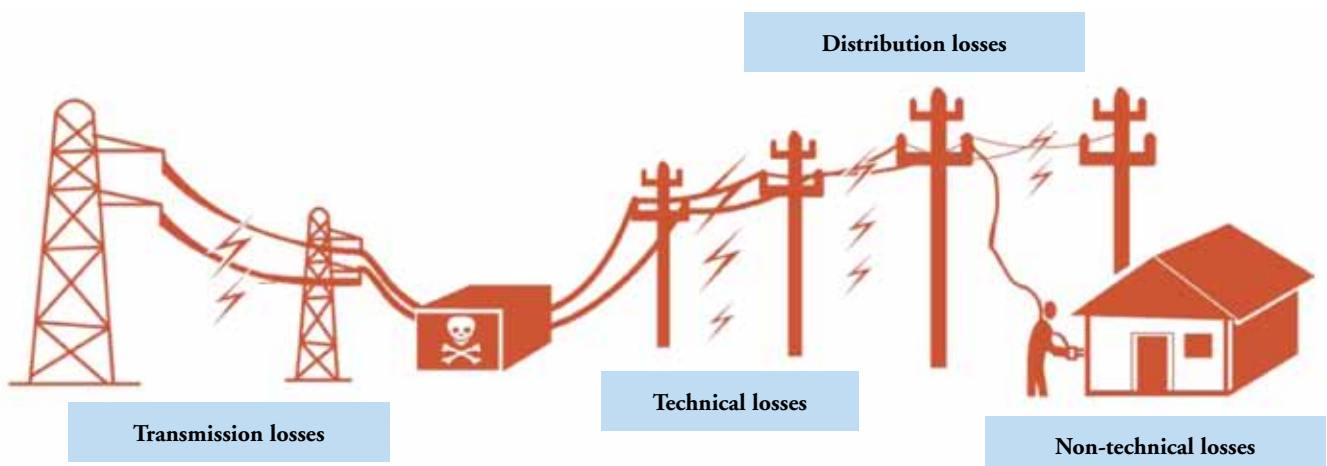 Distribution losses
Technical losses
Transmission losses
Non-technical losses